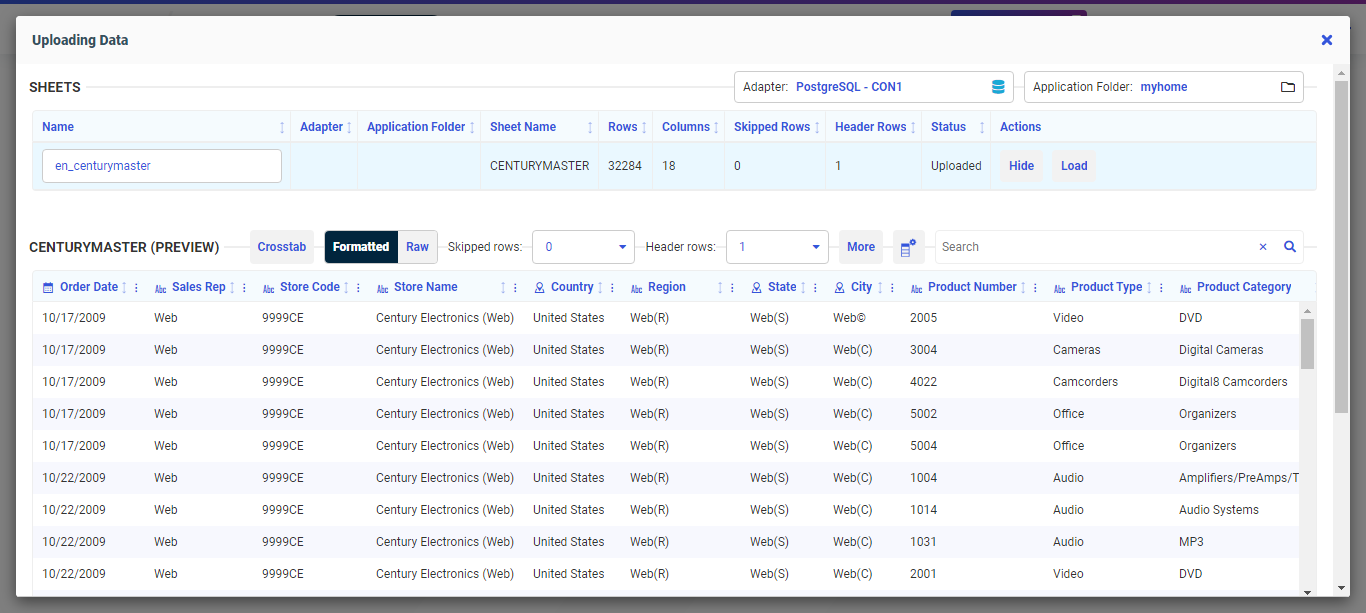 Uploading Data
SHEETS Adapter: PostgreSQL - CON1 Application Folder: myhome
Name Adapter Application Folder Sheet Name Rows Columns Skipped Rows Header Rows Status Actions
en_centurymaster CENTURYMASTER 32284 18 0 1 Uploaded Hide Load
CENTURYMASTER (PREVIEW) Crosstab Formatted Raw Skipped rows: 0 Header rows: 1 More Search
Order Date Abc Sales Rep Abc Store Code Abc Store Name Country Abc Region State City Abc Product Number Abc Product Type Abc Product Category
10/17/2009 Web 9999CE Century Electronics (Web) United States Web(R) Web(S) Web© 2005 Video DVD
10/17/2009 Web 9999CE Century Electronics (Web) United States Web(R) Web(S) Web(C) 3004 Cameras Digital Cameras
10/17/2009 Web 9999CE Century Electronics (Web) United States Web(R) Web(S) Web(C) 4022 Camcorders Digital8 Camcorders
10/17/2009 Web 9999CE Century Electronics (Web) United States Web(R) Web(S) Web(C) 5002 Office Organizers
10/17/2009 Web 9999CE Century Electronics (Web) United States Web(R) Web(S) Web(C) 5004 Office Organizers
10/22/2009 Web 9999CE Century Electronics (Web) United States Web(R) Web(S) Web(C) 1004 Audio Amplifiers/PreAmps/T
10/22/2009 Web 9999CE Century Electronics (Web) United States Web(R) Web(S) Web(C) 1014 Audio Audio Systems
10/22/2009 Web 9999CE Century Electronics (Web) United States Web(R) Web(S) Web(C) 1031 Audio MP3
10/22/2009 Web 9999CE Century Electronics (Web) United States Web(R) Web(S) Web(C) 2001 Video DVD